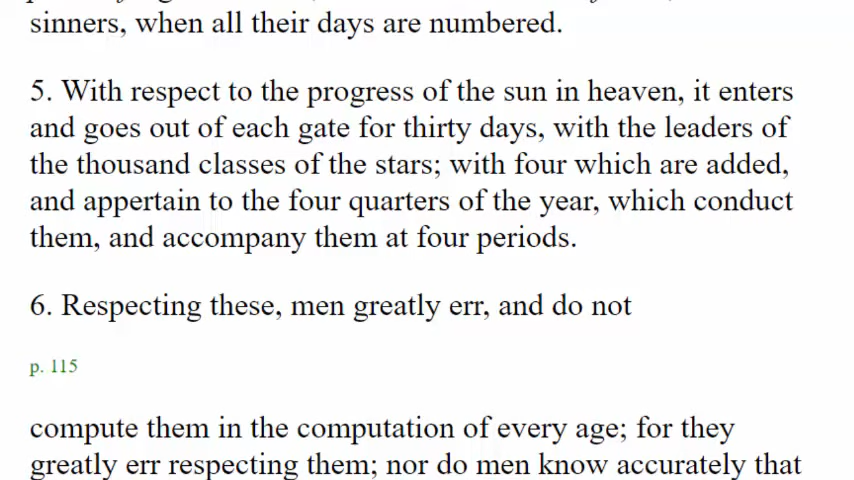 sinners, when all their days are numbered.
5. With respect to the progress of the sun in heaven, it enters
and goes out of each gate for thirty days, with the leaders of
the thousand classes of the stars; with four which are added,
and appertain to the four quarters of the year, which conduct
them, and accompany them at four periods.
6. Respecting these, men greatly err, and do not
p. 115
compute them in the computation of every age; for they
greatly err respecting them; nor do men know accurately that